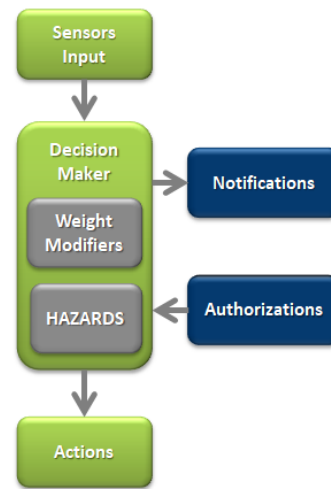 Sensors
Input
Decision
Maker
Notifications
Weight
Modifiers
HAZARDS
Authorizations
Actions